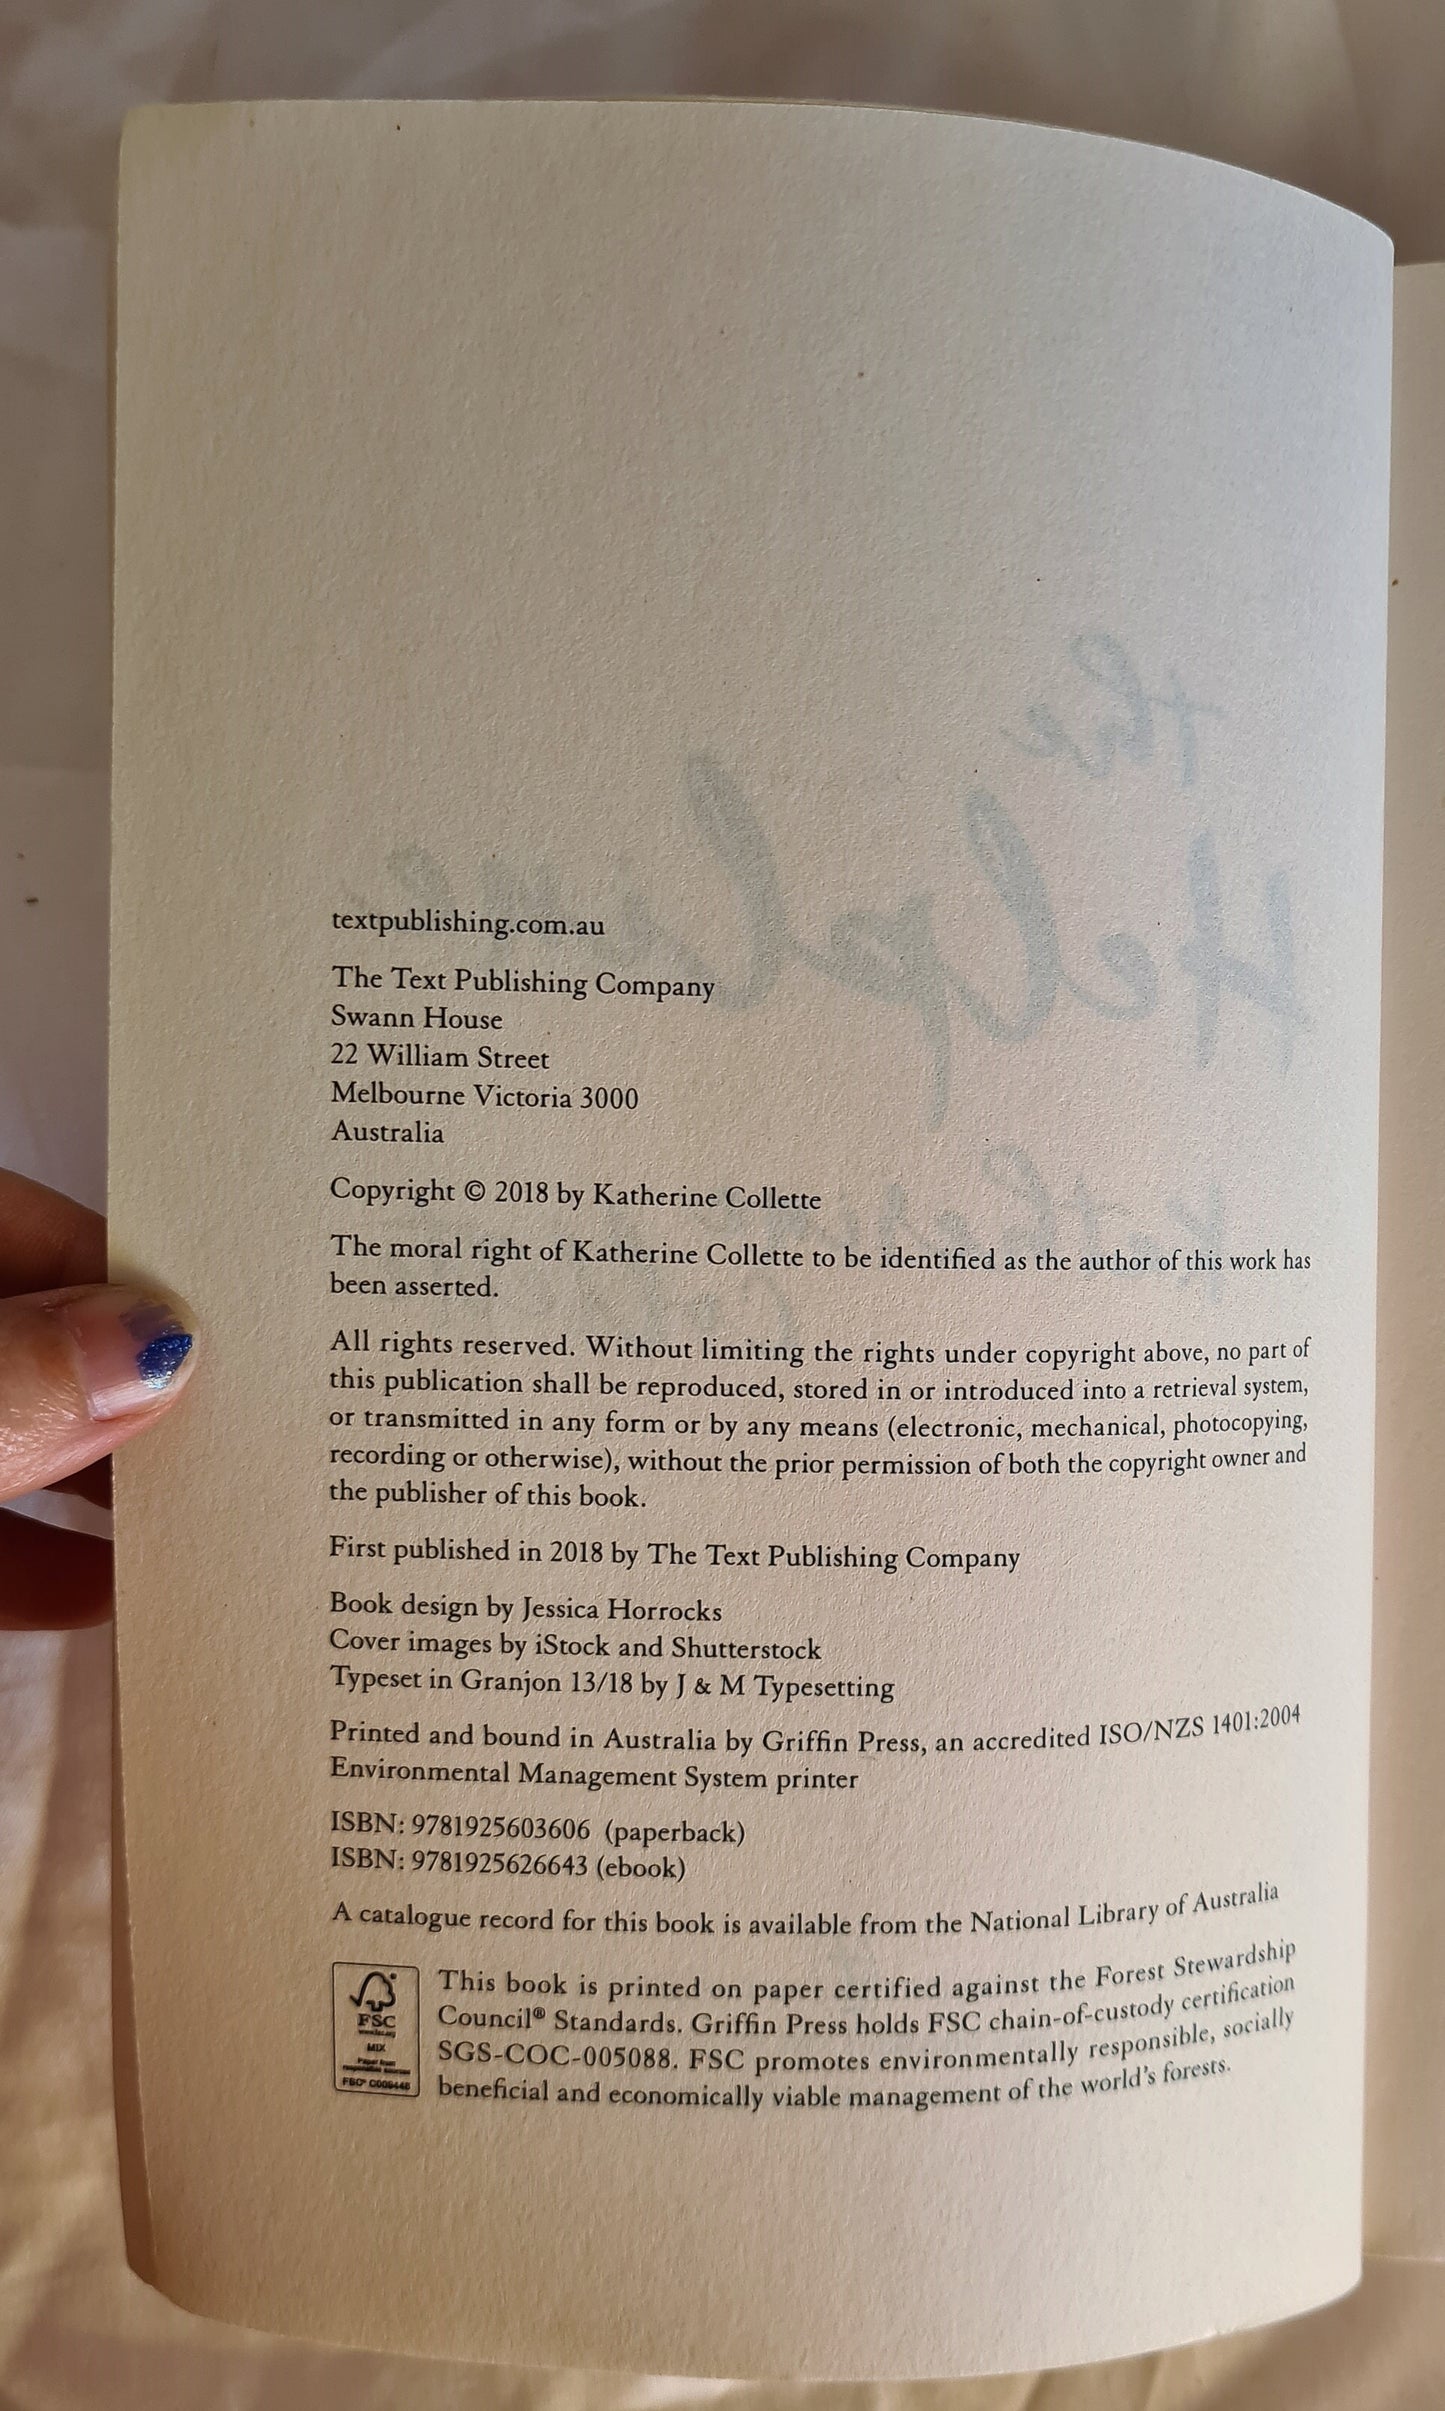 textpublishing.com.au
The Text Publishing Company
Swann House
22 William Street
Melbourne Victoria 3000
Australia
Copyright © 2018 by Katherine Collette
The moral right of Katherine Collette to be identified as the author of this work has
been asserted.
All rights reserved. Without limiting the rights under copyright above, no part of
this publication shall be reproduced, stored in or introduced into a retrieval system,
or transmitted in any form or by any means (electronic, mechanical, photocopying,
recording or otherwise), without the prior permission of both the copyright owner and
the publisher of this book.
First published in 2018 by The Text Publishing Company
Book design by Jessica Horrocks
Cover images by iStock and Shutterstock
Typeset in Granjon 13/18 by J & M Typesetting
Printed and bound in Australia by Griffin Press, an accredited ISO/NZS 1401:2004
Environmental Management System printer
ISBN: 9781925603606 (paperback)
ISBN: 9781925626643 (ebook)
A catalogue record for this book is available from the National Library of Australia
This book is printed on paper certified against the Forest Stewardship
Council® Standards. Griffin Press holds FSC chain-of-custody certification
SGS-COC-005088. FSC promotes environmentally responsible, socially
beneficial and economically viable management of the world's forests.
FSC
MIX
the
Helpline